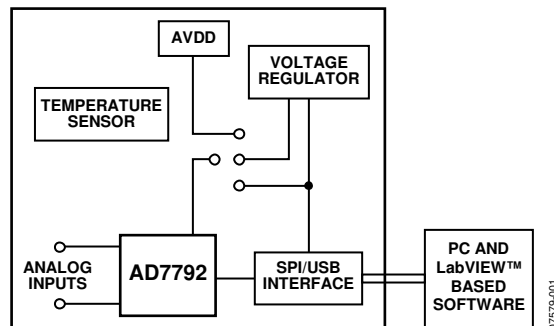 AVDD
VOLTAGE
REGULATOR
TEMPERATURE
SENSOR
ANALOG
INPUTS
AD7792
SPI/USB
INTERFACE
PC AND
LabVIEW™
BASED
SOFTWARE